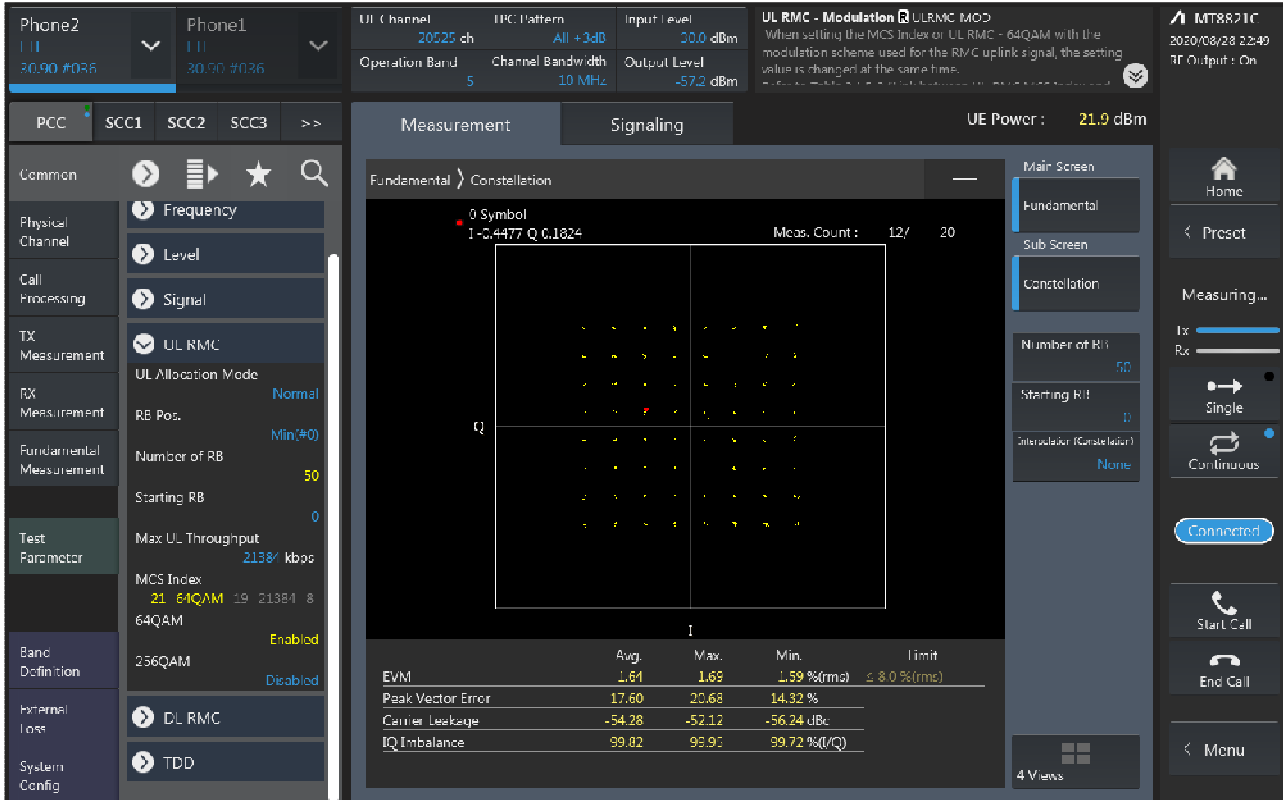 Phone2
LTE
30.90 #036
Phone1
LTE
30.90 #036
UL Channel
20525 ch
TPC Pattern
All +3dB
Input Level
30.0 dBm
Operation Band
5
Channel Bandwidth
10 MHz
Output Level
-57.2 dBm
UL RMC - Modulation R ULRMC_MOD
When setting the MCS Index or UL RMC - 64QAM with the
modulation scheme used for the RMC uplink signal, the setting
value is changed at the same time.
MT8821C
2020/08/28 22:49
RF Output : On
PCC
SCC1
SCC2
SCC3
>>
Measurement
Signaling
UE Power : 21.9 dBm
Common
Physical
Channel
Call
Processing
TX
Measurement
RX
Measurement
Fundamental
Measurement
Test
Parameter
Band
Definition
External
Loss
System
Config
Frequency
Level
Signal
UL RMC
UL Allocation Mode
Normal
RB Pos.
Min(#0)
Number of RB
50
Starting RB
0
Max UL Throughput
21384 kbps
MCS Index
21 64QAM 19 21384 8
64QAM
Enabled
256QAM
Disabled
DL RMC
TDD
Fundamental > Constellation
0 Symbol
I -0.4477 Q 0.1824
Meas. Count : 12/ 20
Q
I
Avg. Max. Min. Limit
EVM 1.64 1.69 1.59 %(rms) ≤ 8.0 %(rms)
Peak Vector Error 17.60 20.68 14.32 %
Carrier Leakage -54.28 -52.12 -56.24 dBc
IQ Imbalance 99.82 99.95 99.72 %(I/Q)
Main Screen
Fundamental
Sub Screen
Constellation
Number of RB
50
Starting RB
0
Interpolation (Constellation)
None
4 Views
Home
< Preset
Measuring...
Tx
Rx
Single
Continuous
Connected
Start Call
End Call
< Menu